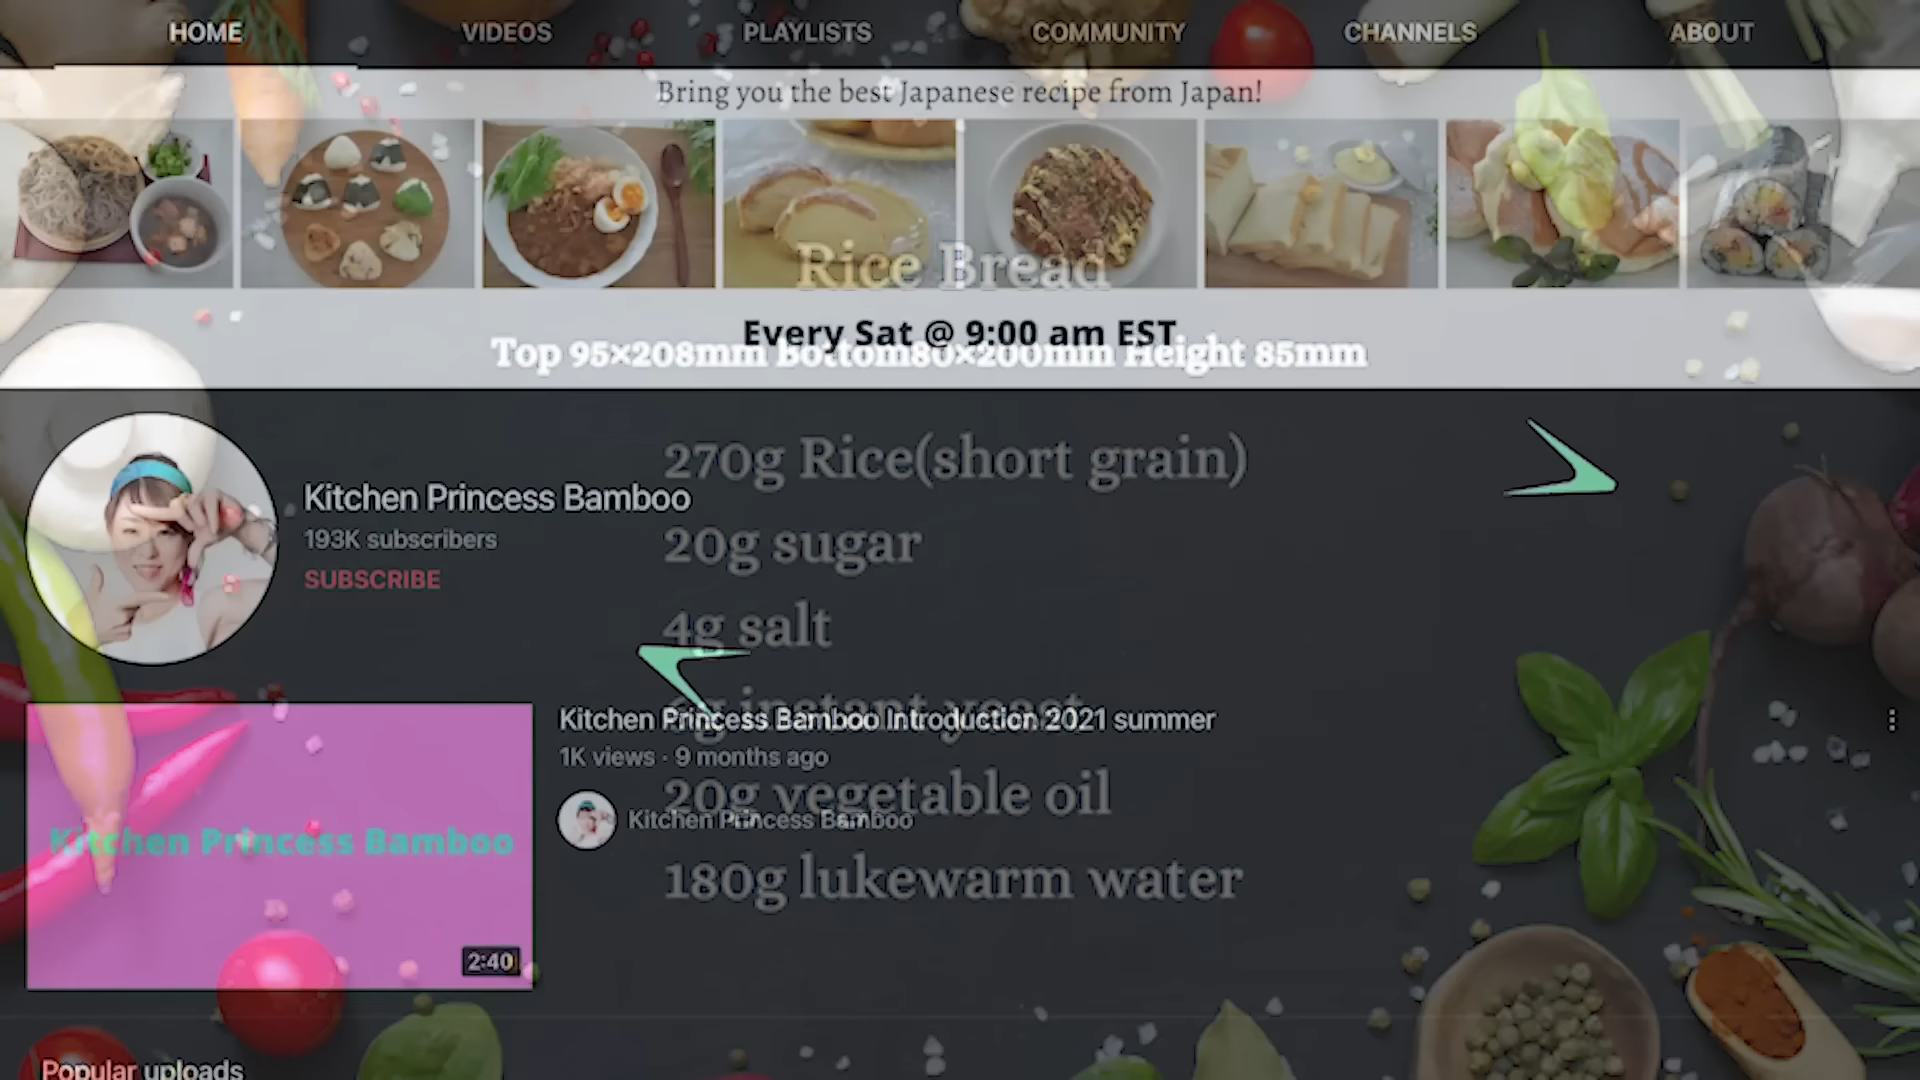 HOME VIDEOS PLAYLISTS COMMUNITY CHANNELS ABOUT
Bring you the best Japanese recipe from Japan!
Rice Bread
Every Sat @ 9:00 am EST
Top 95×208mm Bottom80×200mm Height 85mm
270g Rice(short grain)
Kitchen Princess Bamboo
193K subscribers
20g sugar
SUBSCRIBE
4g salt
instant yeast
Kitchen Princess Bamboo Introduction 2021 summer
1K views · 9 months ago
20g vegetable oil
Kitchen Princess Bamboo
Kitchen Princess Bamboo
180g lukewarm water
2:40
Popular uploads